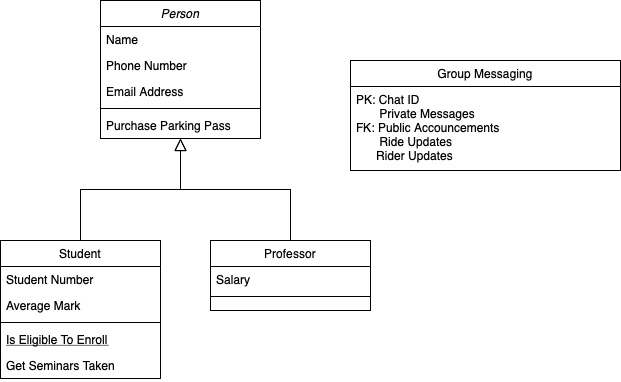 Person
Name
Phone Number
Email Address
Purchase Parking Pass
Group Messaging
PK: Chat ID
Private Messages
FK: Public Accouncements
Ride Updates
Rider Updates
Student
Student Number
Average Mark
Is Eligible To Enroll
Get Seminars Taken
Professor
Salary